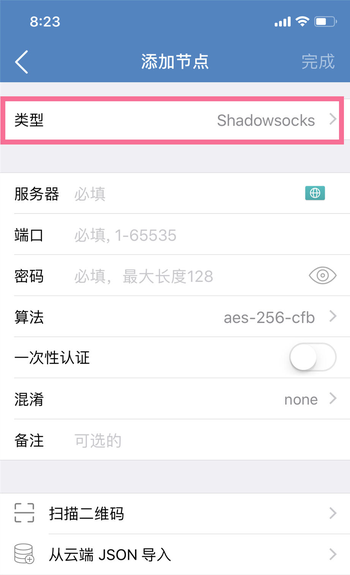 8:23
添加节点 完成
类型 Shadowsocks
服务器 必填
端口 必填, 1-65535
密码 必填，最大长度128
算法 aes-256-cfb
一次性认证
混淆 none
备注 可选的
扫描二维码
从云端 JSON 导入